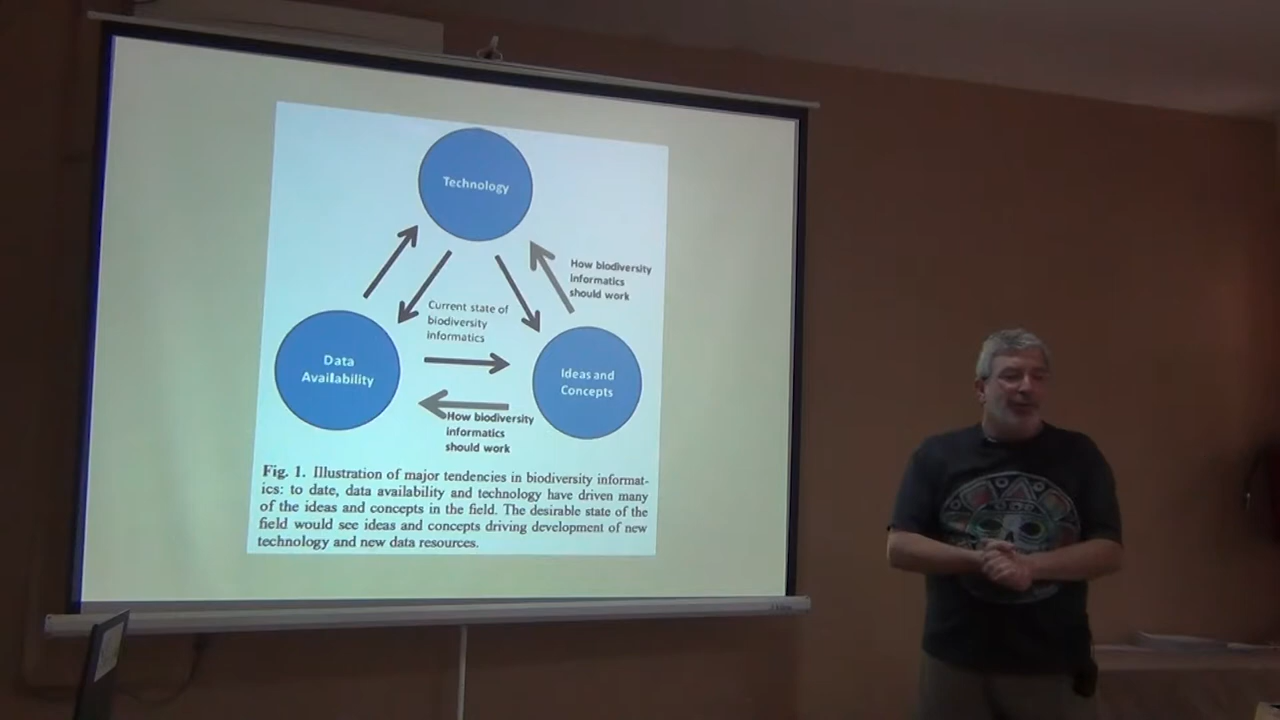 Technology
How biodiversity
informatics
should work
Current state of
biodiversity
informatics
Data
Availability
Ideas and
Concepts
How biodiversity
informatics
should work
Fig. 1. Illustration of major tendencies in biodiversity informat-
ics: to date, data availability and technology have driven many
of the ideas and concepts in the field. The desirable state of the
field would see ideas and concepts driving development of new
technology and new data resources.